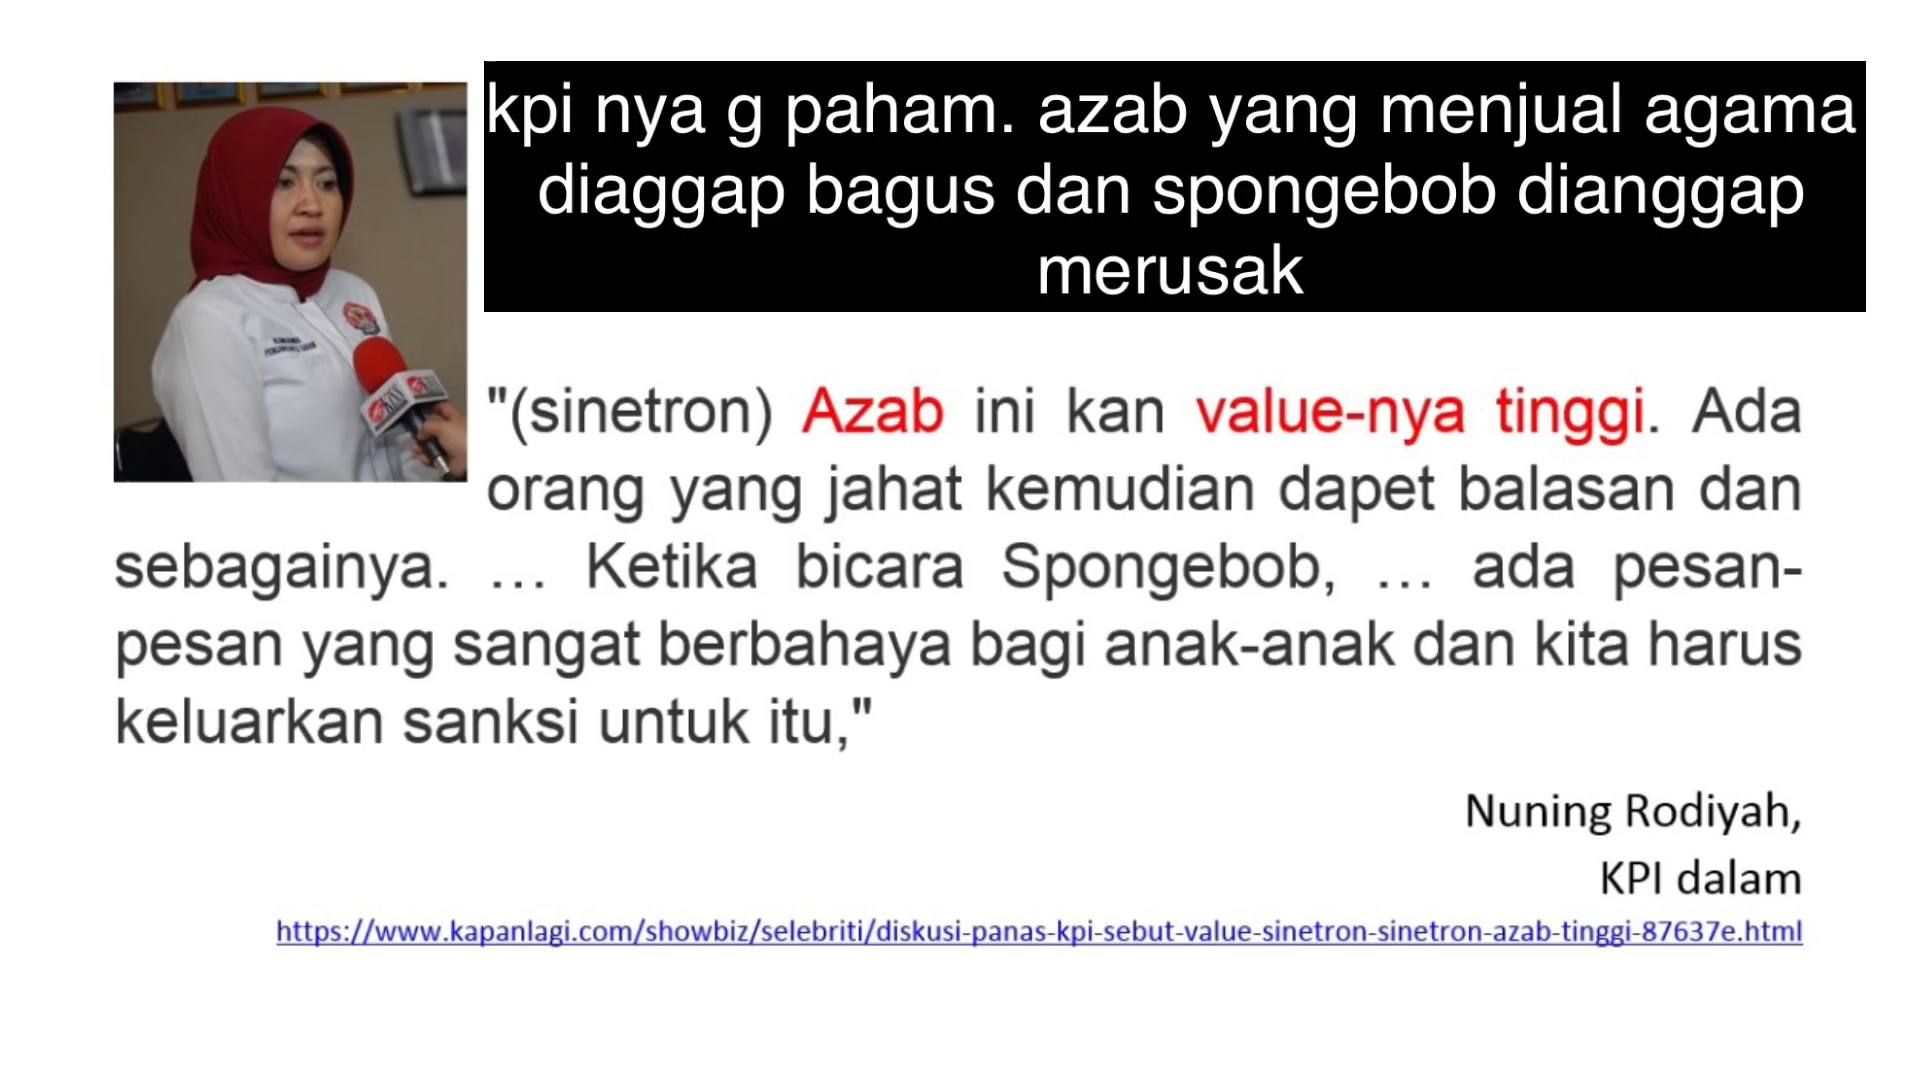 kpi nya g paham. azab yang menjual agama
diaggap bagus dan spongebob dianggap
merusak
"(sinetron) Azab ini kan value-nya tinggi. Ada
orang yang jahat kemudian dapet balasan dan
sebagainya. … Ketika bicara Spongebob, … ada pesan-
pesan yang sangat berbahaya bagi anak-anak dan kita harus
keluarkan sanksi untuk itu,"
Nuning Rodiyah,
KPI dalam
https://www.kapanlagi.com/showbiz/selebriti/diskusi-panas-kpi-sebut-value-sinetron-sinetron-azab-tinggi-87637e.html